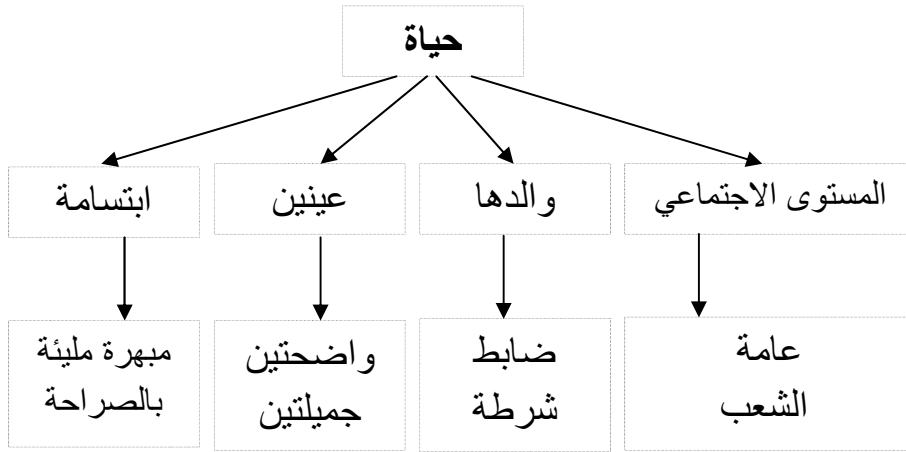 حياة
المستوى الاجتماعي
والدها
عينين
ابتسامة
عامة
الشعب
ضابط
شرطة
واضحتين
جميلتين
مبهرة مليئة
بالصراحة